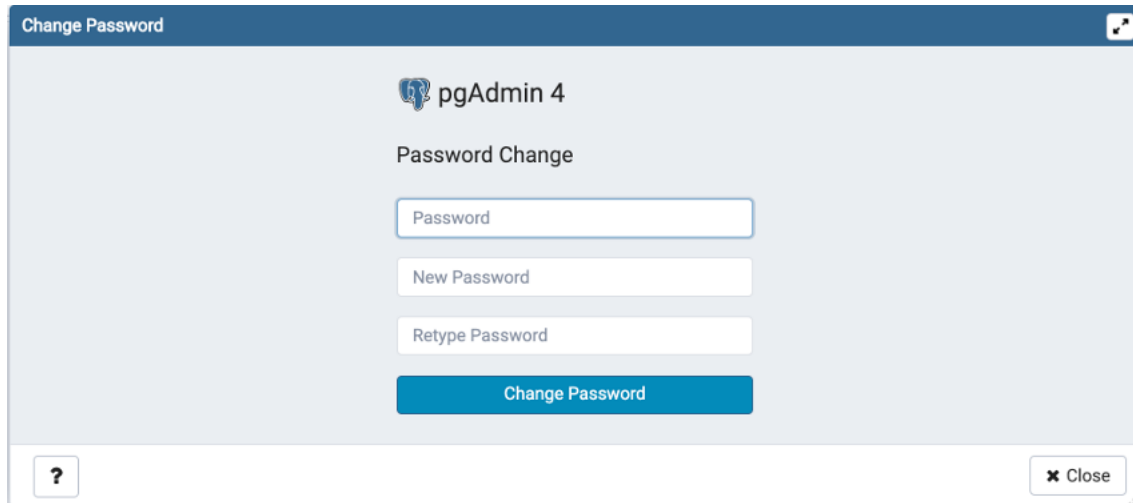 Change Password
pgAdmin 4
Password Change
Password
New Password
Retype Password
Change Password
?
✖ Close